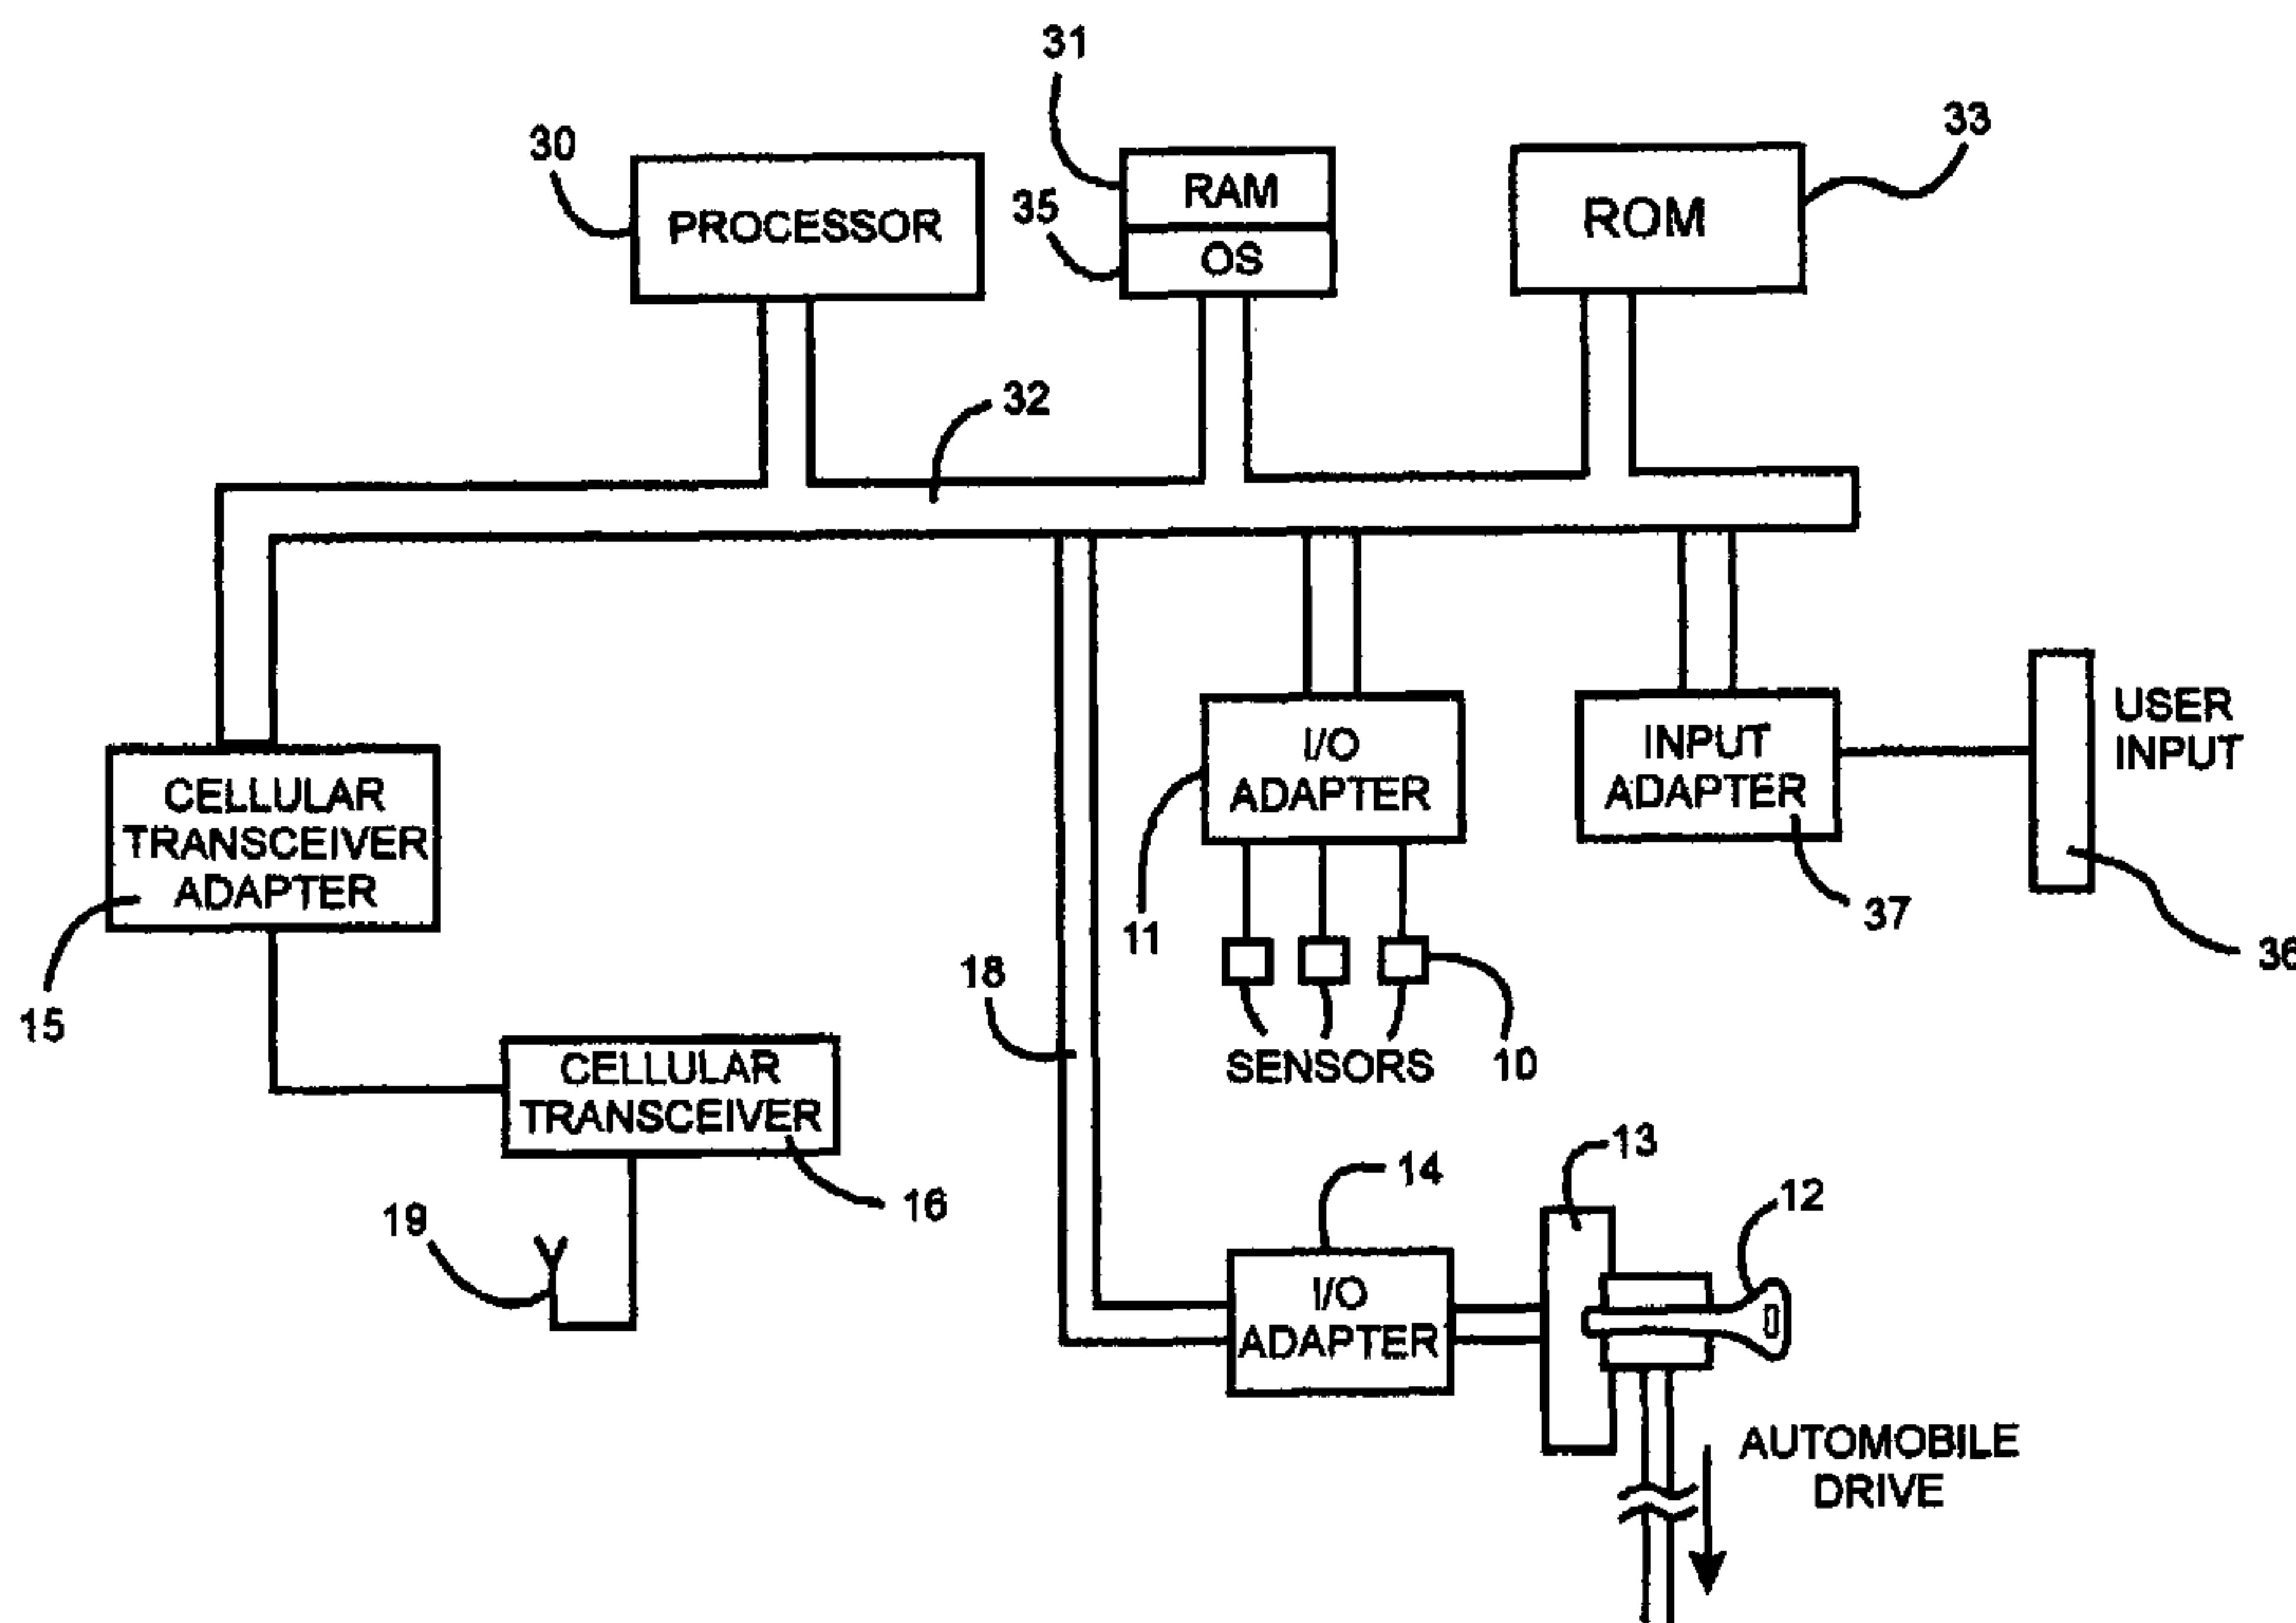 31
30
33
RAM
35
PROCESSOR
ROM
OS
32
USER
INPUT
I/O
ADAPTER
INPUT
ADAPTER
CELLULAR
TRANSCEIVER
ADAPTER
11
37
36
18
15
SENSORS
10
CELLULAR
TRANSCEIVER
16
19
14
13
12
I/O
ADAPTER
AUTOMOBILE
DRIVE